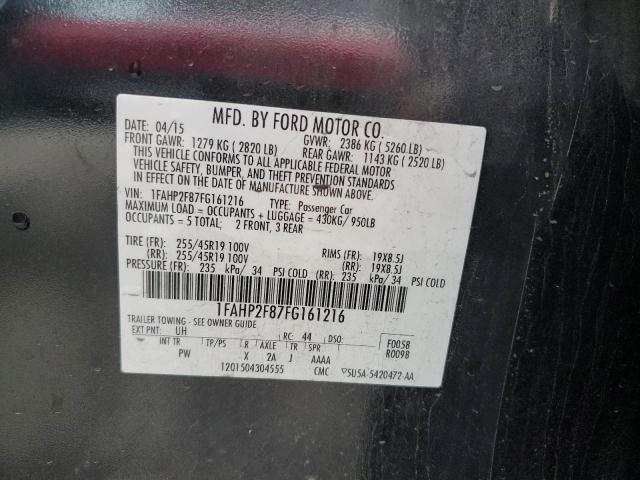 MFD. BY FORD MOTOR CO.
DATE: 04/15 GVWR: 2386 KG ( 5260.LB)
FRONT GAWR: 1279 KG ( 2820 LB) REAR GAWR: 1143 KG ( 2520 LB)
THIS VEHICLE CONFORMS TO ALL APPLICABLE FEDERAL MOTOR
VEHICLE SAFETY, BUMPER, AND THEFT PREVENTION STANDARDS
IN EFFECT ON THE DATE OF MANUFACTURE SHOWN ABOVE.
VIN: 1FAHP2F87FG161216 TYPE: Passenger Car
MAXIMUM LOAD = OCCUPANTS + LUGGAGE = 430KG/ 950LB
OCCUPANTS = 5 TOTAL; 2 FRONT, 3 REAR
TIRE (FR): 255/45R19 100V RIMS (FR): 19X8.5J
(RR): 255/45R19 100V (RR): 19X8.5J
PRESSURE (FR): 235 kPa/ 34 PSI COLD (RR): 235 kPa/ 34 PSI COLD
1FAHP2F87FG161216
TRAILER TOWING - SEE OWNER GUIDE
EXT PNT: UH RC: 44 DSO: F0058
INT TR TP/PS R AXLE TR SPR R0098
PW X 2A J AAAA
1201504304555 CMC ▽5U5A-5420472-AA